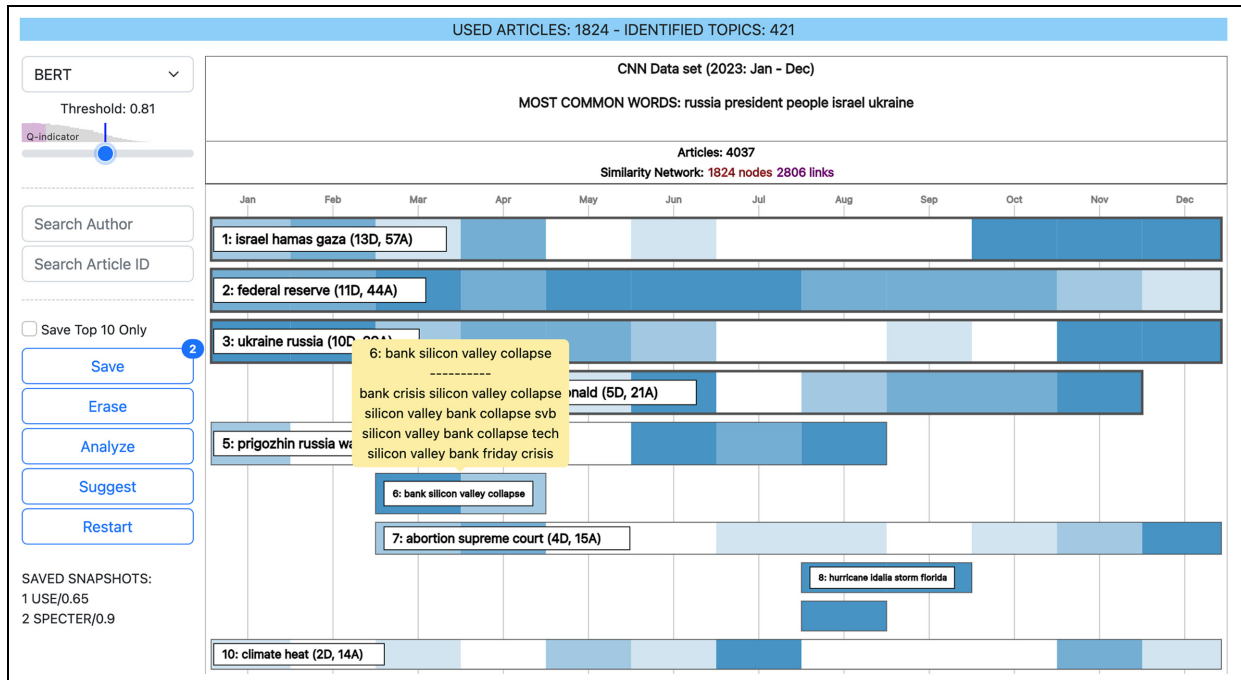 USED ARTICLES: 1824 - IDENTIFIED TOPICS: 421
BERT
Threshold: 0.81
Q-indicator
Search Author
Search Article ID
Save Top 10 Only
2
Save
Erase
Analyze
Suggest
Restart
SAVED SNAPSHOTS:
1 USE/0.65
2 SPECTER/0.9
CNN Data set (2023: Jan - Dec)
MOST COMMON WORDS: russia president people israel ukraine
Articles: 4037
Similarity Network: 1824 nodes 2806 links
Jan Feb Mar Apr May Jun Jul Aug Sep Oct Nov Dec
1: israel hamas gaza (13D, 57A)
2: federal reserve (11D, 44A)
3: ukraine russia (10D,
(5D, 21A)
5: prigozhin russia
6: bank silicon valley collapse
----------
bank crisis silicon valley collapse
silicon valley bank collapse svb
silicon valley bank collapse tech
silicon valley bank friday crisis
6: bank silicon valley collapse
7: abortion supreme court (4D, 15A)
8: hurricane idalia storm florida
10: climate heat (2D, 14A)